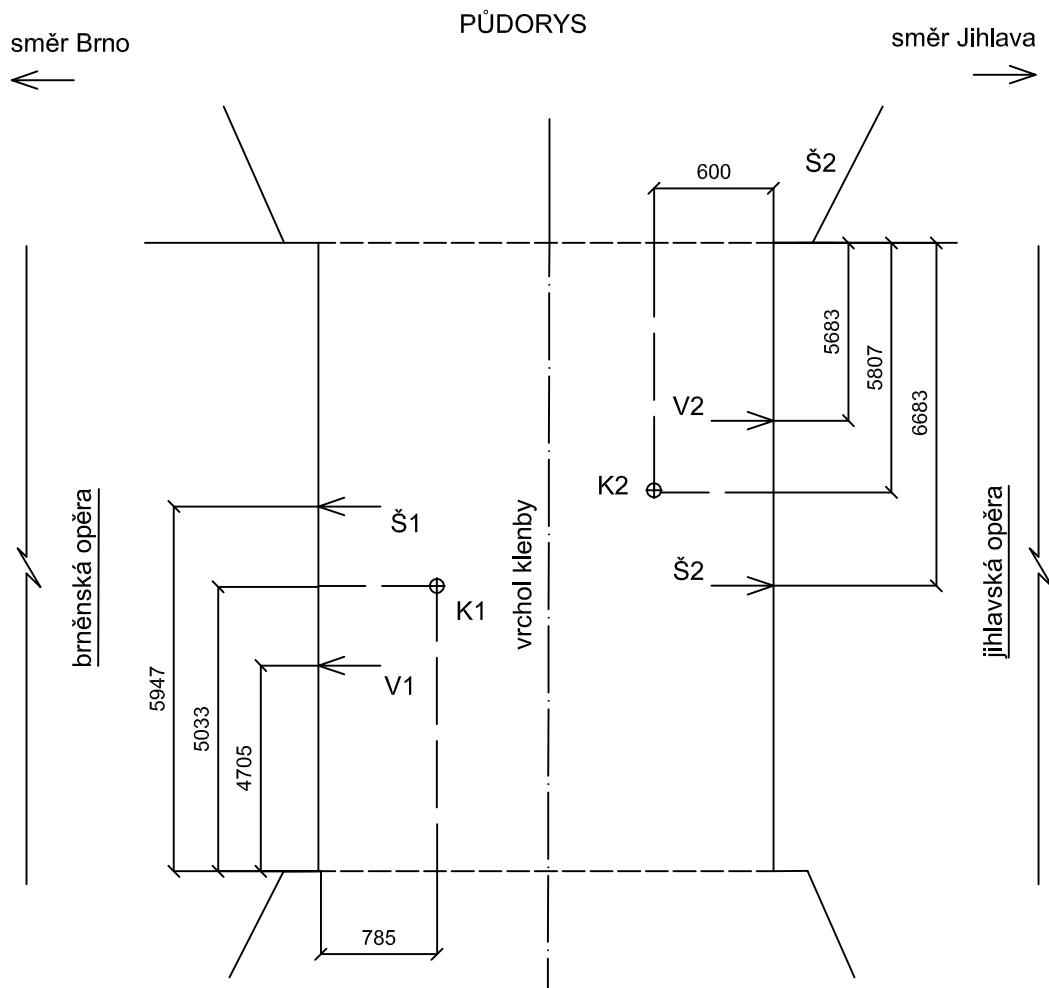 PŮDORYS
směr Brno
směr Jihlava
Š2
600
5683
5807
6683
V2
K2
Š1
Š2
K1
V1
brněnská opěra
vrchol klenby
jihlavská opěra
5947
5033
4705
785